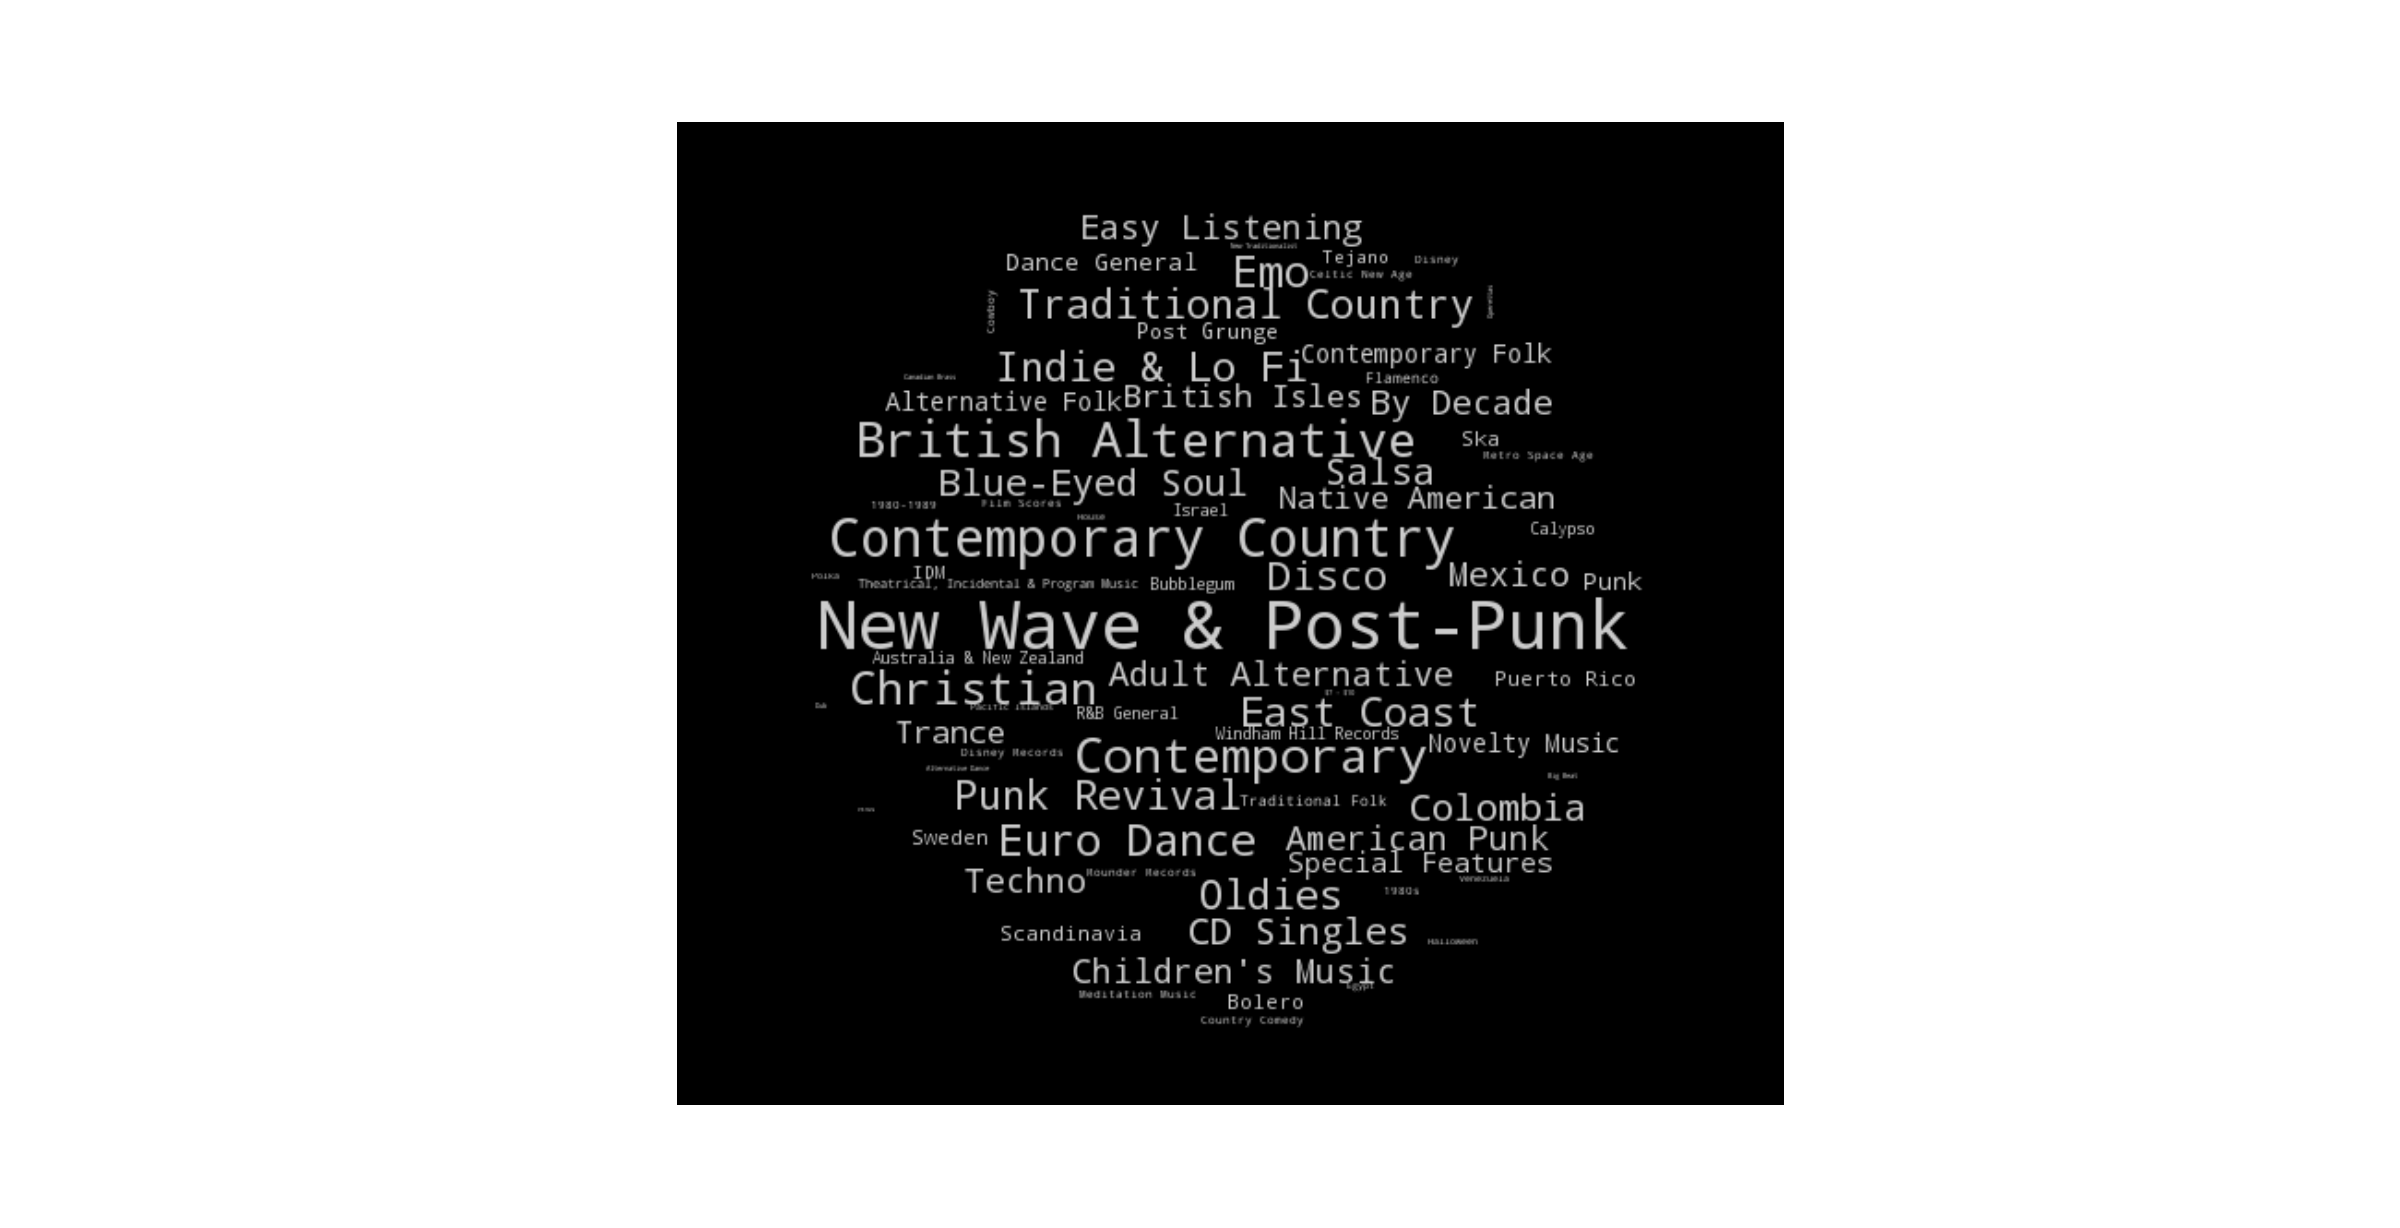 Easy Listening
New Traditionalist
Dance General
Emo
Tejano
Disney
Celtic New Age
Cowboy
Traditional Country
Operettas
Post Grunge
Indie & Lo Fi
Contemporary Folk
Canadian Brass
Flamenco
Alternative Folk
British Isles
By Decade
British Alternative
Ska
Retro Space Age
Blue-Eyed Soul
Salsa
Native American
1980-1989
Film Scores
Israel
House
Contemporary Country
Calypso
Polka
IDM
Theatrical, Incidental & Program Music
Bubblegum
Disco
Mexico
Punk
New Wave & Post-Punk
Australia & New Zealand
Christian
Adult Alternative
Puerto Rico
Dub
Pacific Islands
R&B General
East Coast
Trance
Windham Hill Records
Novelty Music
Disney Records
Contemporary
Alternative Dance
Big Beat
Punk Revival
Traditional Folk
Colombia
Sweden
Euro Dance
American Punk
Special Features
Techno
Rounder Records
Venezuela
Oldies
1980s
Scandinavia
CD Singles
Halloween
Children's Music
Egypt
Meditation Music
Bolero
Country Comedy